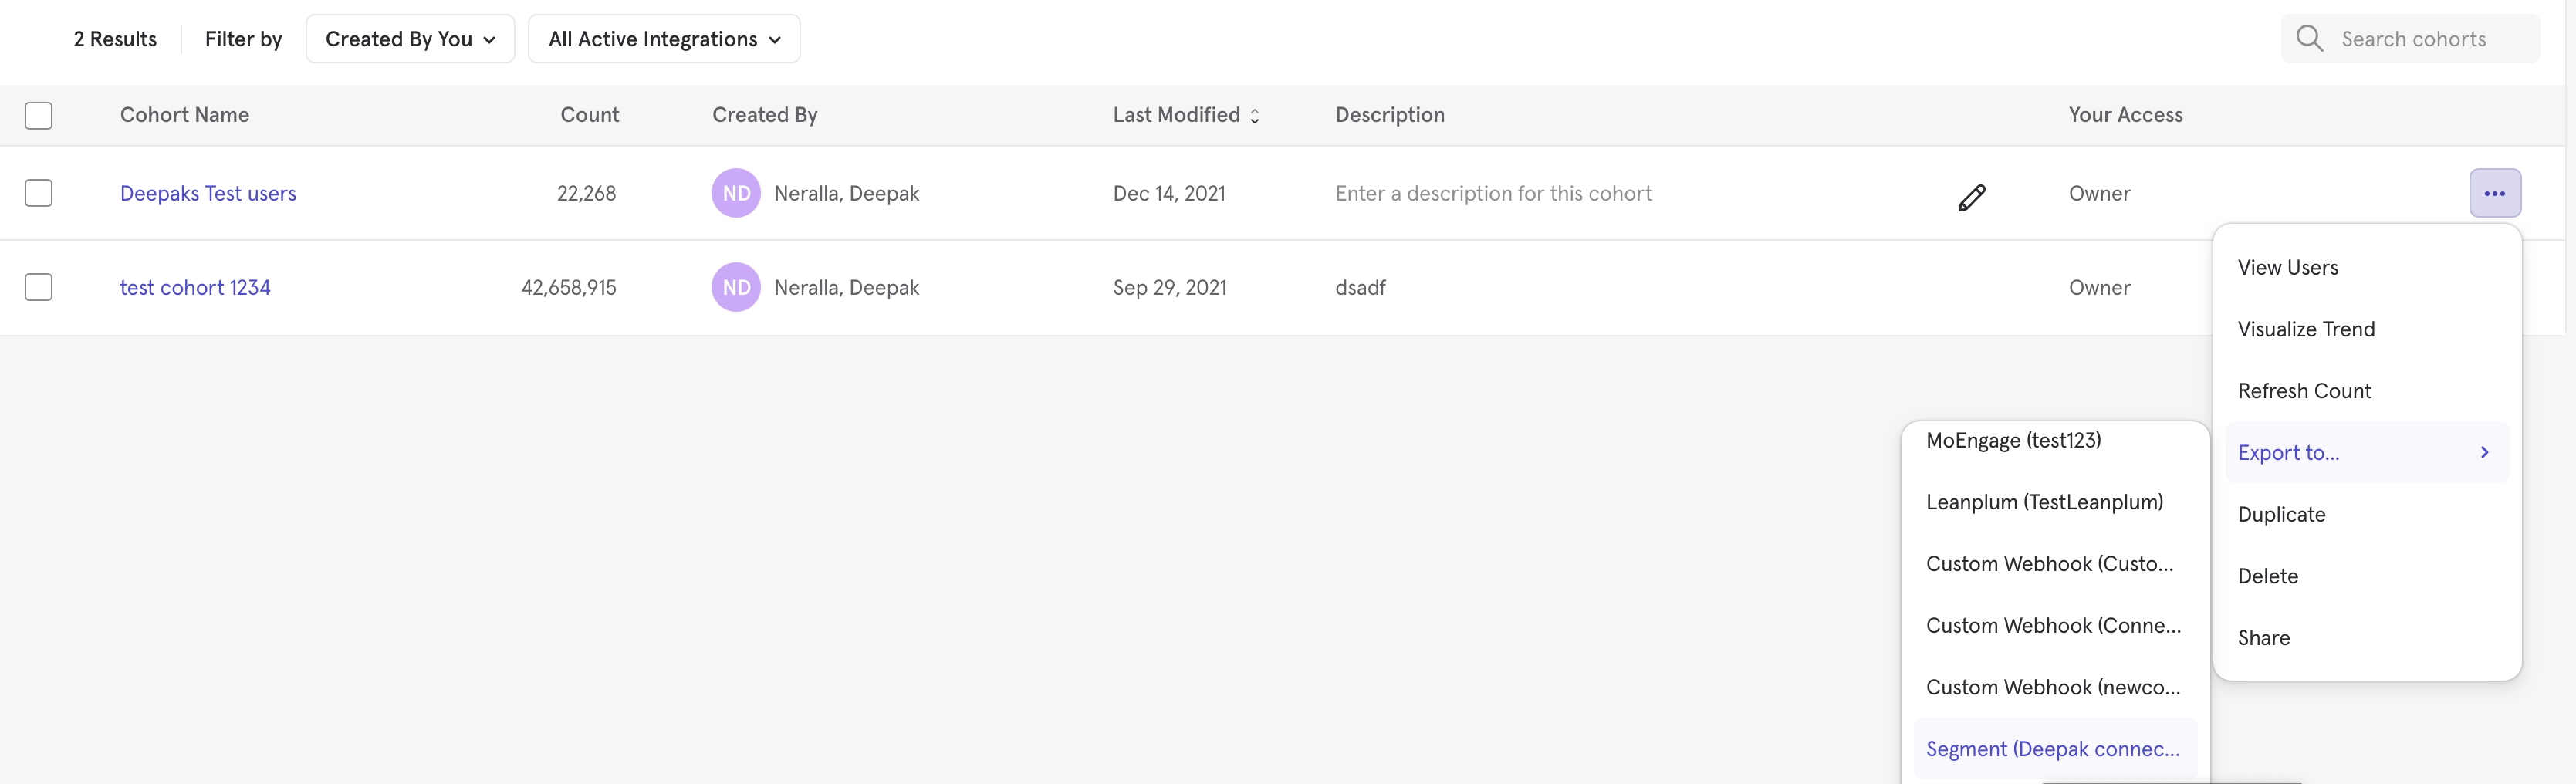 2 Results Filter by Created By You All Active Integrations Search cohorts
Cohort Name Count Created By Last Modified Description Your Access
Deepaks Test users 22,268 ND Neralla, Deepak Dec 14, 2021 Enter a description for this cohort Owner
test cohort 1234 42,658,915 ND Neralla, Deepak Sep 29, 2021 dsadf Owner
View Users
Visualize Trend
Refresh Count
Export to...
Duplicate
Delete
Share
MoEngage (test123)
Leanplum (TestLeanplum)
Custom Webhook (Custo...
Custom Webhook (Conne...
Custom Webhook (newco...
Segment (Deepak connec...